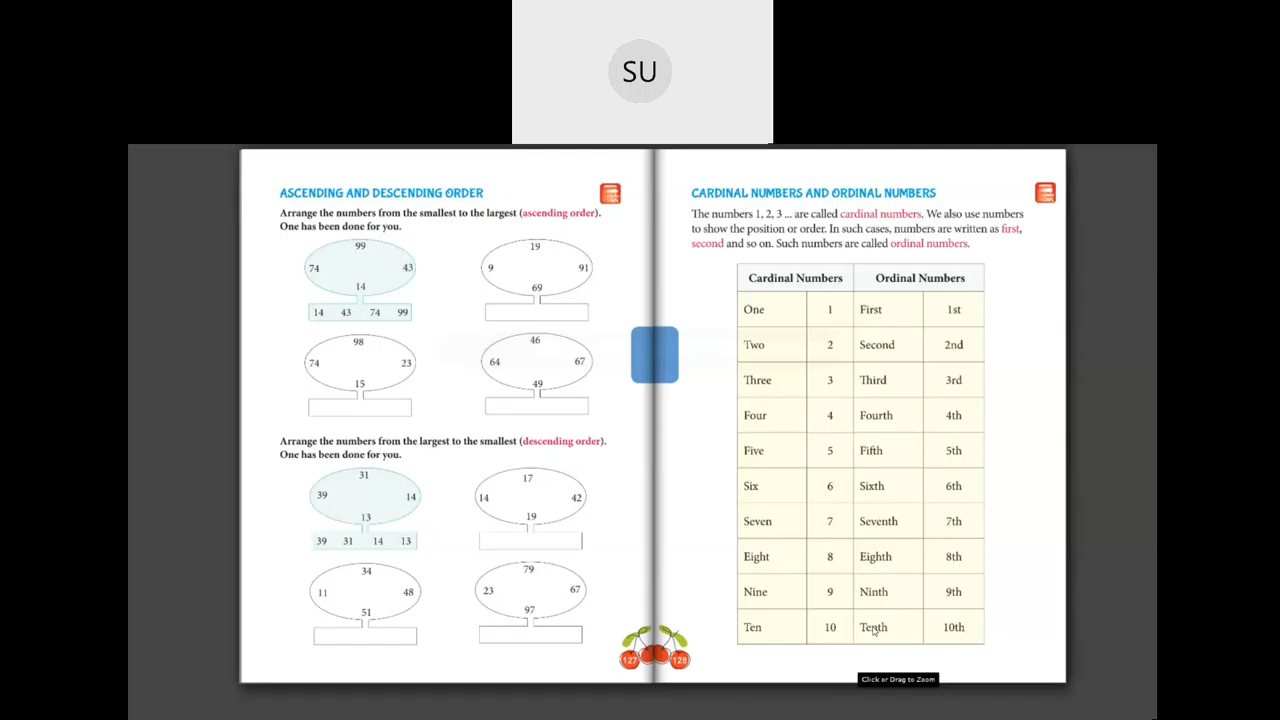 SU
ASCENDING AND DESCENDING ORDER
Arrange the numbers from the smallest to the largest (ascending order).
One has been done for you.
99
74 43
14
14 43 74 99
19
9 91
69
98
74 23
15
46
64 67
49
Arrange the numbers from the largest to the smallest (descending order).
One has been done for you.
31
39 14
13
39 31 14 13
17
14 42
19
34
11 48
51
79
23 67
97
127
CARDINAL NUMBERS AND ORDINAL NUMBERS
The numbers 1, 2, 3 ... are called cardinal numbers. We also use numbers
to show the position or order. In such cases, numbers are written as first,
second and so on. Such numbers are called ordinal numbers.
Cardinal Numbers Ordinal Numbers
One 1 First 1st
Two 2 Second 2nd
Three 3 Third 3rd
Four 4 Fourth 4th
Five 5 Fifth 5th
Six 6 Sixth 6th
Seven 7 Seventh 7th
Eight 8 Eighth 8th
Nine 9 Ninth 9th
Ten 10 Tenth 10th
128
Click or Drag to Zoom